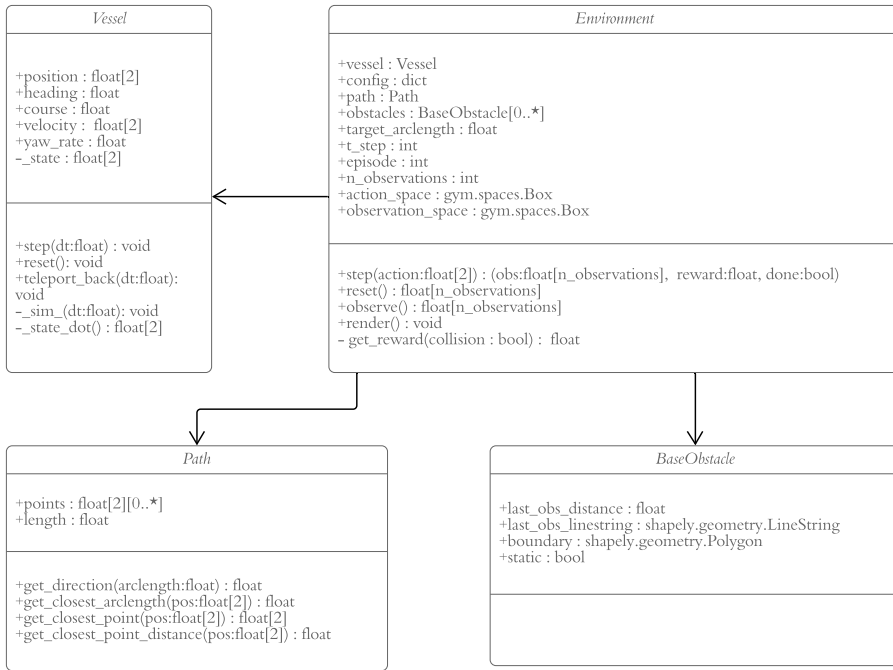 Vessel
+position : float[2]
+heading : float
+course : float
+velocity :  float[2]
+yaw_rate : float
-_state : float[2]
+step(dt:float) : void
+reset(): void
+teleport_back(dt:float):
void
-_sim_(dt:float): void
-_state_dot() : float[2]
Environment
+vessel : Vessel
+config : dict
+path : Path
+obstacles : BaseObstacle[0..*]
+target_arclength : float
+t_step : int
+episode : int
+n_observations : int
+action_space : gym.spaces.Box
+observation_space : gym.spaces.Box
+step(action:float[2]) : (obs:float[n_observations],  reward:float, done:bool)
+reset() : float[n_observations]
+observe() : float[n_observations]
+render() : void
- get_reward(collision : bool) :  float
Path
+points : float[2][0..*]
+length : float
+get_direction(arclength:float) : float
+get_closest_arclength(pos:float[2]) : float
+get_closest_point(pos:float[2]) : float[2]
+get_closest_point_distance(pos:float[2]) : float
BaseObstacle
+last_obs_distance : float
+last_obs_linestring : shapely.geometry.LineString
+boundary : shapely.geometry.Polygon
+static : bool